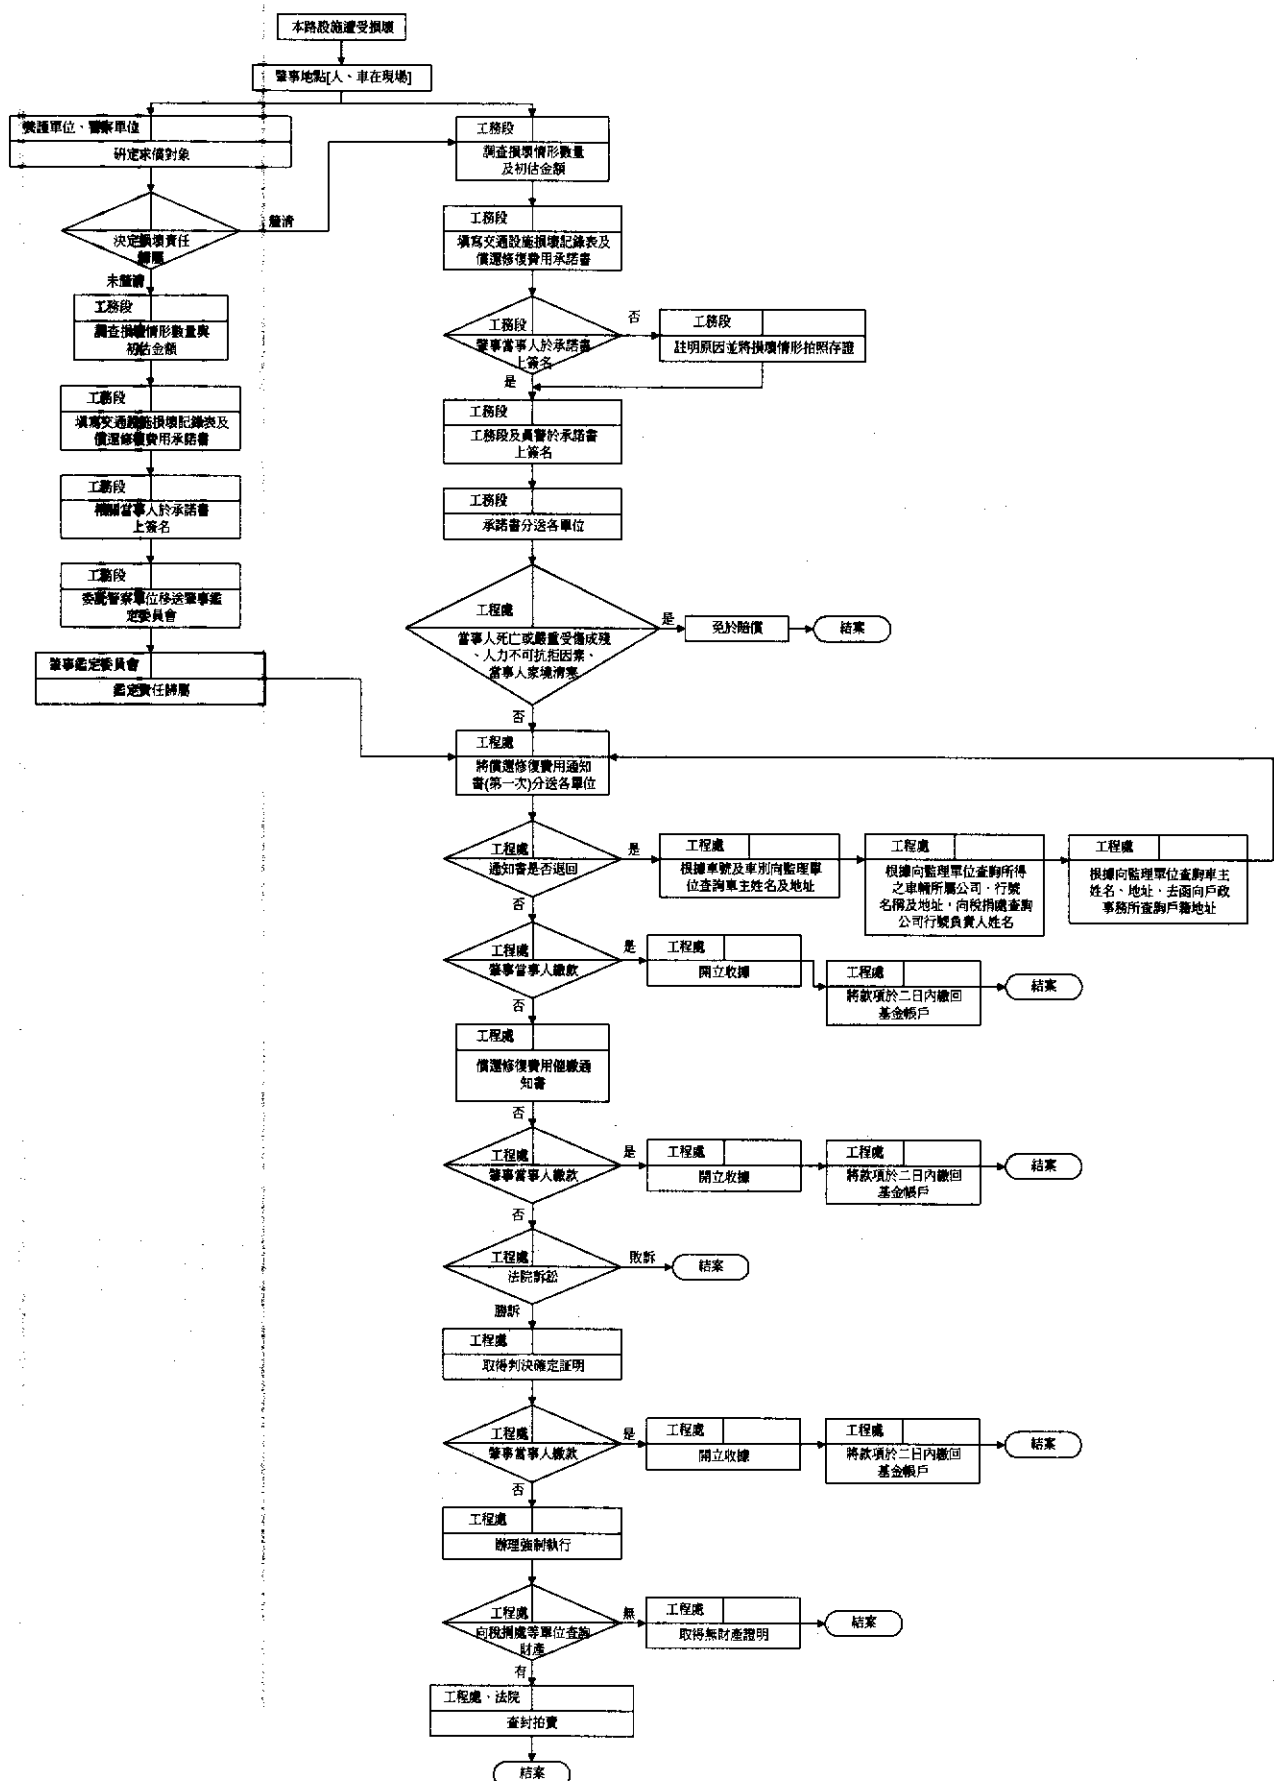 本路設施遭受損壞
肇事地點[人、車在現場]
養護單位、警察單位
研定求償對象
決定損壞責任
歸屬
釐清
未釐清
工務段
調查損壞情形數量與
初估金額
工務段
填寫交通設施損壞記錄表及
償還修復費用承諾書
工務段
相關當事人於承諾書
上簽名
工務段
委託警察單位移送肇事鑑
定委員會
肇事鑑定委員會
鑑定責任歸屬
工務段
調查損壞情形數量
及初估金額
工務段
填寫交通設施損壞記錄表及
償還修復費用承諾書
工務段
肇事當事人於承諾書
上簽名
否
工務段
註明原因並將損壞情形拍照存證
是
工務段
工務段及員警於承諾書
上簽名
工務段
承諾書分送各單位
工程處
當事人死亡或嚴重受傷成殘
、人力不可抗拒因素、
當事人家境清寒
是
免於賠償
結案
否
工程處
將償還修復費用通知
書(第一次)分送各單位
工程處
通知書是否退回
是
工程處
根據車號及車別向監理單
位查詢車主姓名及地址
工程處
根據向監理單位查詢所得
之車輛所屬公司、行號
名稱及地址，向稅捐處查詢
公司行號負責人姓名
工程處
根據向監理單位查詢車主
姓名、地址，去函向戶政
事務所查詢戶籍地址
否
工程處
肇事當事人繳款
是
工程處
開立收據
工程處
將款項於二日內繳回
基金帳戶
結案
否
工程處
償還修復費用催繳通
知書
否
工程處
肇事當事人繳款
是
工程處
開立收據
工程處
將款項於二日內繳回
基金帳戶
結案
否
工程處
法院訴訟
敗訴
結案
勝訴
工程處
取得判決確定証明
工程處
肇事當事人繳款
是
工程處
開立收據
工程處
將款項於二日內繳回
基金帳戶
結案
否
工程處
辦理強制執行
工程處
向稅捐處等單位查詢
財產
無
工程處
取得無財產證明
結案
有
工程處、法院
查封拍賣
結案